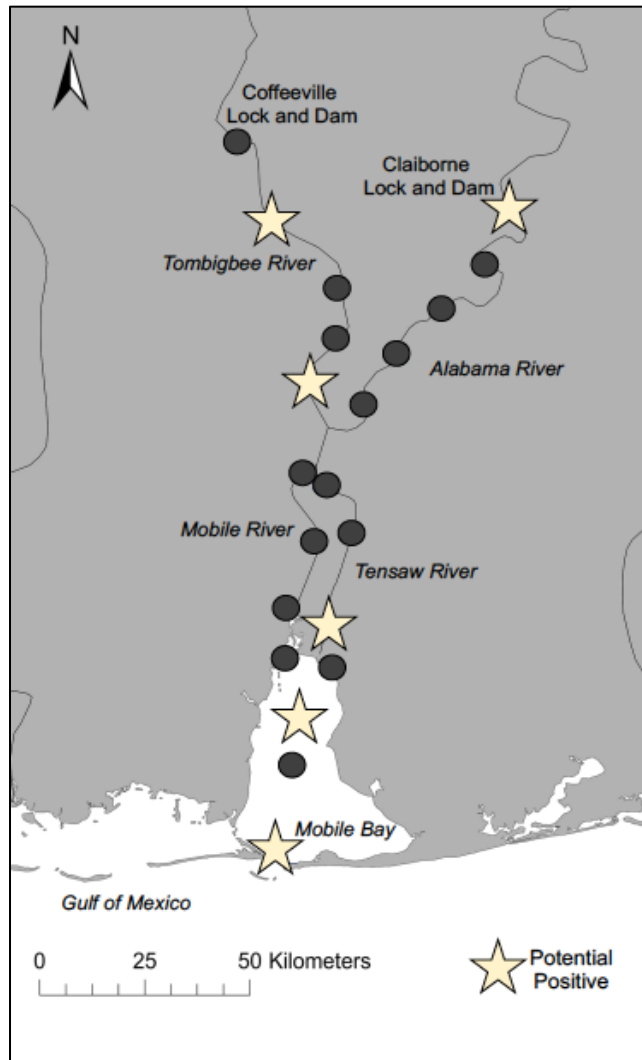 N
Coffeeville
Lock and Dam
Claiborne
Lock and Dam
Tombigbee River
Alabama River
Mobile River
Tensaw River
Mobile Bay
Gulf of Mexico
0 25 50 Kilometers
Potential
Positive